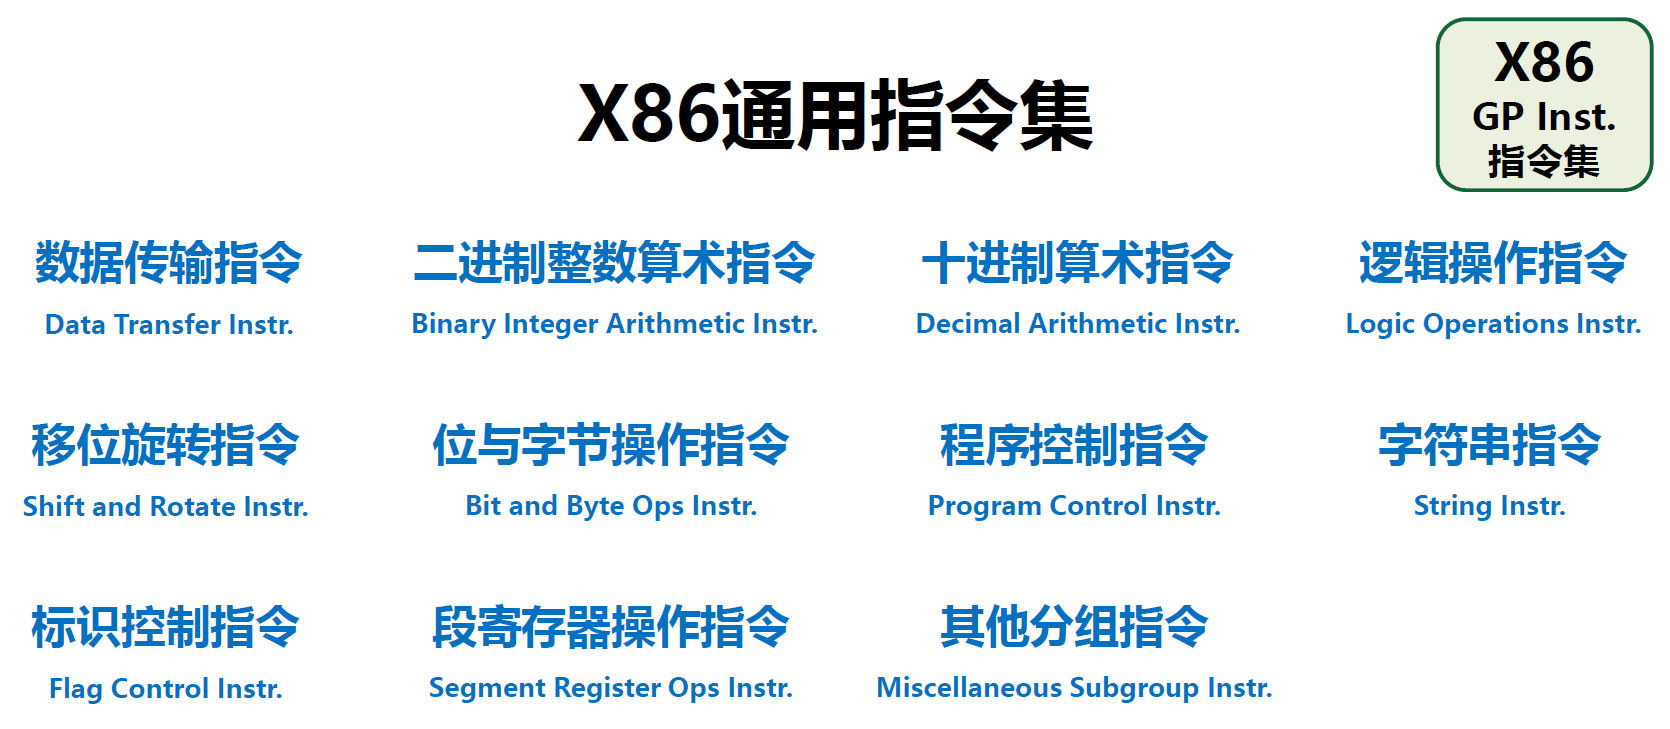 X86通用指令集
X86
GP Inst.
指令集
数据传输指令
Data Transfer Instr.
二进制整数算术指令
Binary Integer Arithmetic Instr.
十进制算术指令
Decimal Arithmetic Instr.
逻辑操作指令
Logic Operations Instr.
移位旋转指令
Shift and Rotate Instr.
位与字节操作指令
Bit and Byte Ops Instr.
程序控制指令
Program Control Instr.
字符串指令
String Instr.
标识控制指令
Flag Control Instr.
段寄存器操作指令
Segment Register Ops Instr.
其他分组指令
Miscellaneous Subgroup Instr.